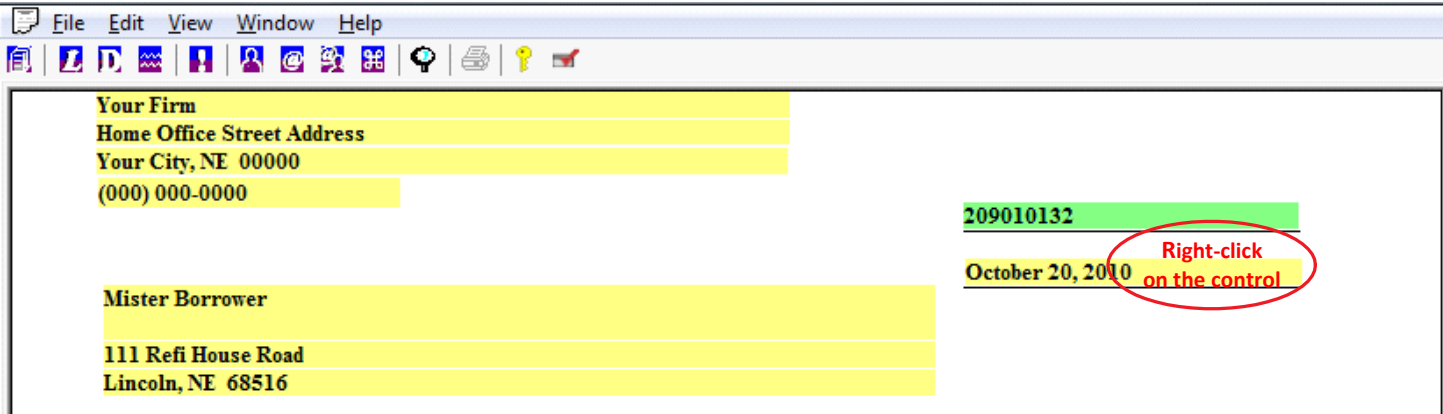 File Edit View Window Help
Your Firm
Home Office Street Address
Your City, NE  00000
(000) 000-0000
209010132
Right-click
on the control
October 20, 2010
Mister Borrower
111 Refi House Road
Lincoln, NE  68516